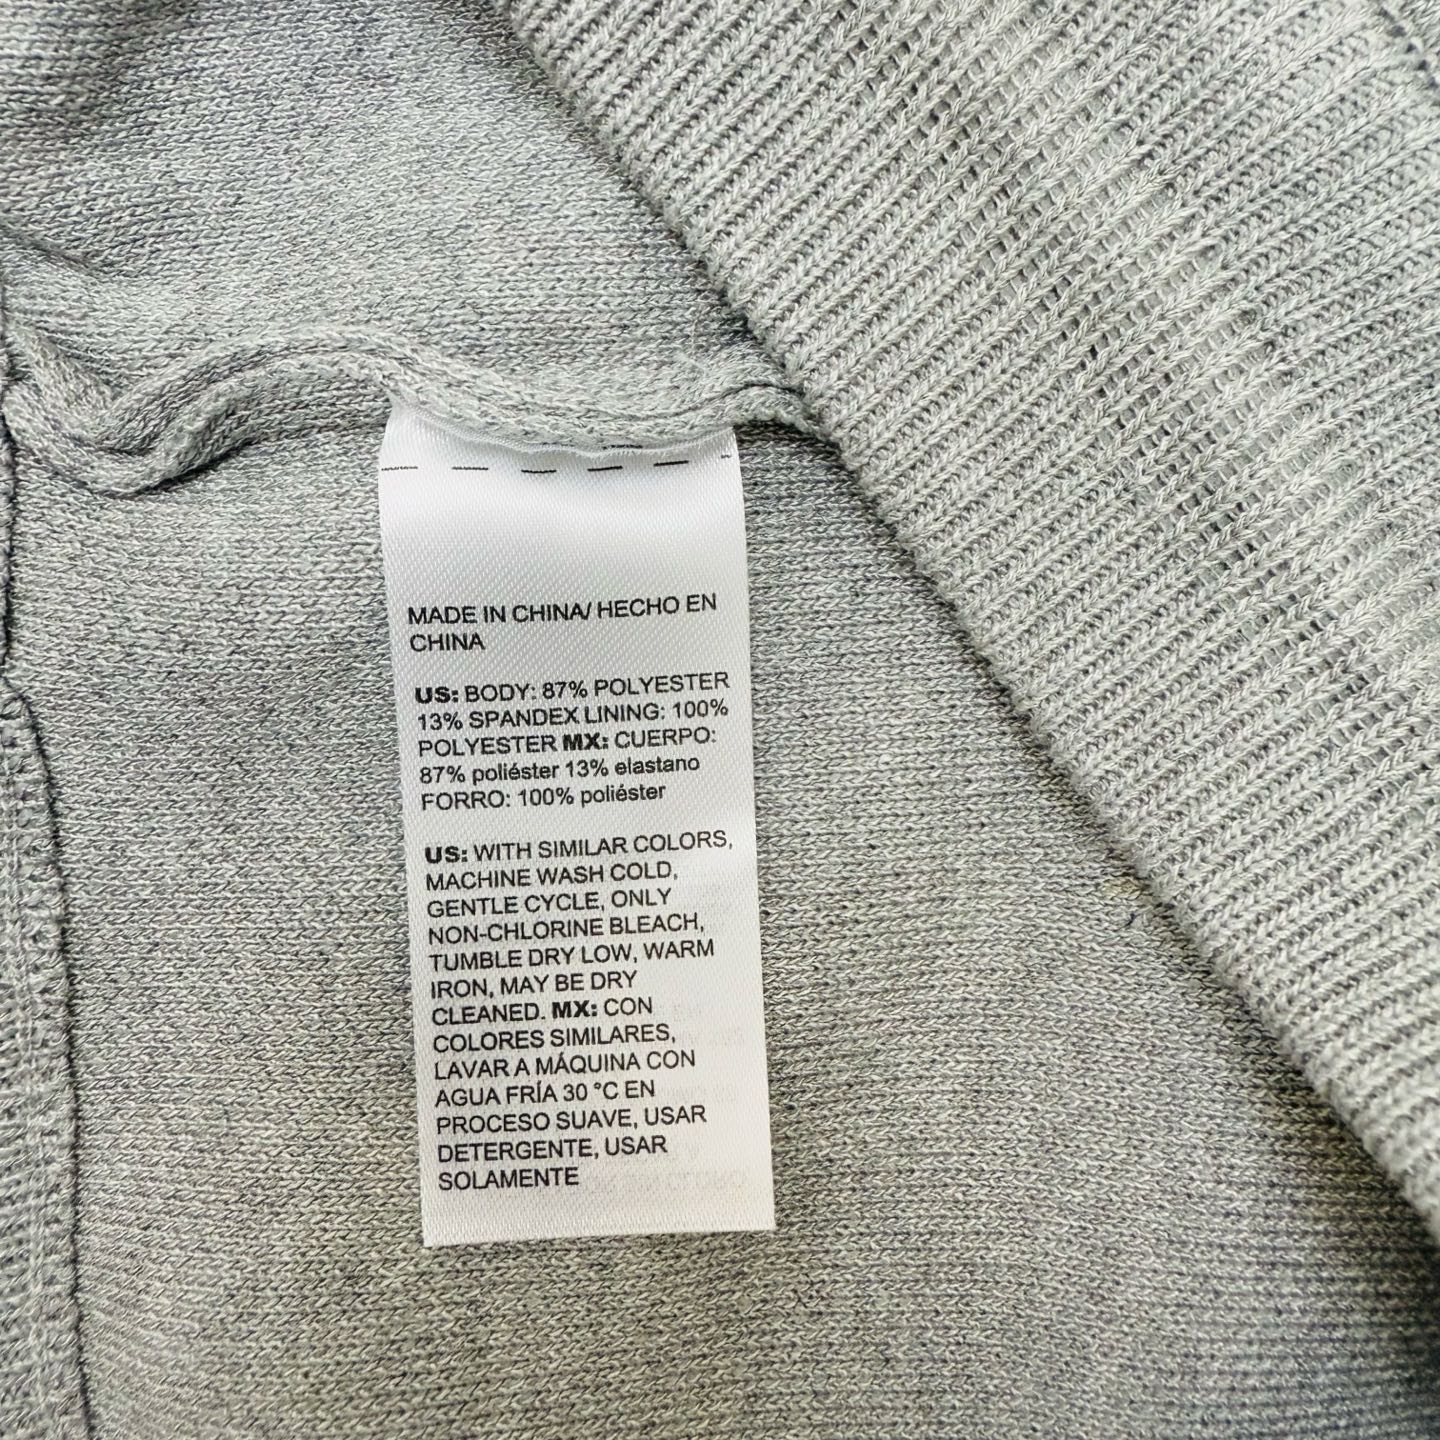 MADE IN CHINA/ HECHO EN
CHINA
US: BODY: 87% POLYESTER
13% SPANDEX LINING: 100%
POLYESTER MX: CUERPO:
87% poliéster 13% elastano
FORRO: 100% poliéster
US: WITH SIMILAR COLORS,
MACHINE WASH COLD,
GENTLE CYCLE, ONLY
NON-CHLORINE BLEACH,
TUMBLE DRY LOW, WARM
IRON, MAY BE DRY
CLEANED. MX: CON
COLORES SIMILARES,
LAVAR A MÁQUINA CON
AGUA FRÍA 30 °C EN
PROCESO SUAVE, USAR
DETERGENTE, USAR
SOLAMENTE